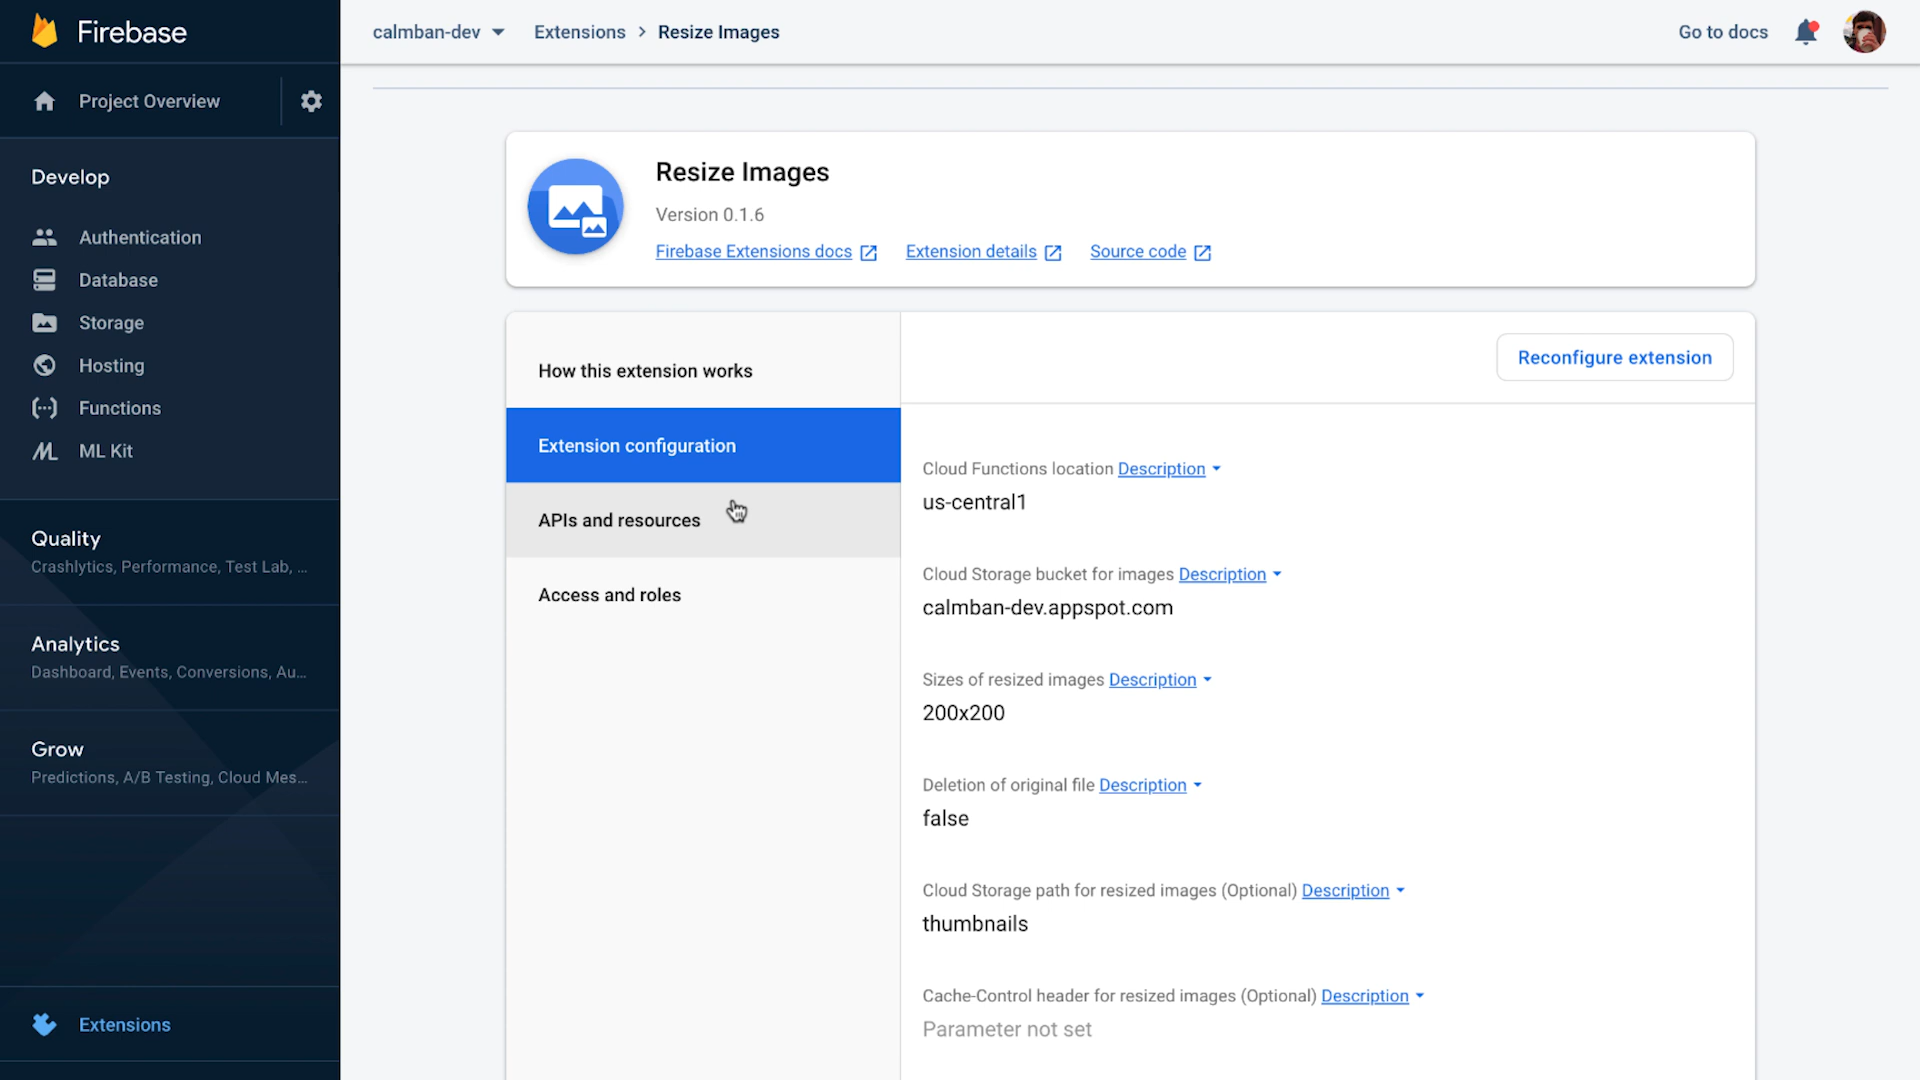 Firebase
calmban-dev
Extensions > Resize Images
Go to docs
Project Overview
Develop
Authentication
Database
Storage
Hosting
Functions
ML Kit
Quality
Crashlytics, Performance, Test Lab, ...
Analytics
Dashboard, Events, Conversions, Au...
Grow
Predictions, A/B Testing, Cloud Mes...
Extensions
Resize Images
Version 0.1.6
Firebase Extensions docs
Extension details
Source code
How this extension works
Extension configuration
APIs and resources
Access and roles
Reconfigure extension
Cloud Functions location Description
us-central1
Cloud Storage bucket for images Description
calmban-dev.appspot.com
Sizes of resized images Description
200x200
Deletion of original file Description
false
Cloud Storage path for resized images (Optional) Description
thumbnails
Cache-Control header for resized images (Optional) Description
Parameter not set